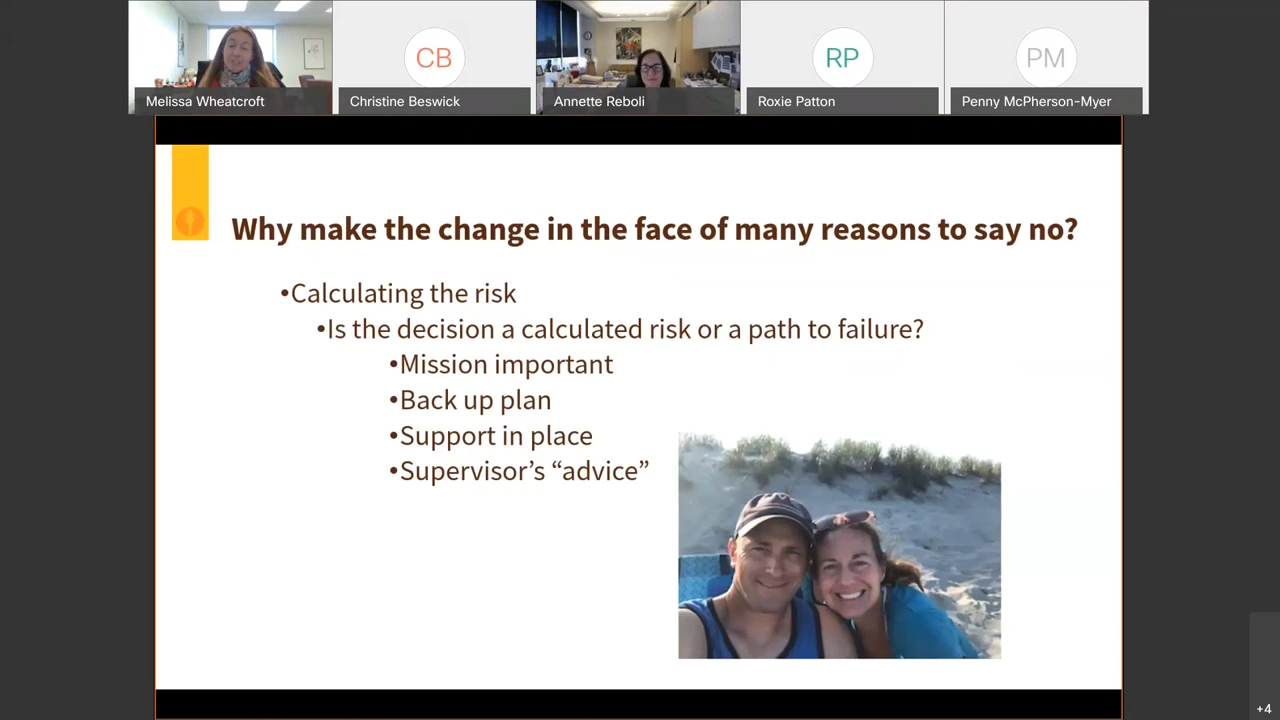 CB
RP
PM
Melissa Wheatcroft
Christine Beswick
Annette Reboli
Roxie Patton
Penny McPherson-Myer
Why make the change in the face of many reasons to say no?
•Calculating the risk
•Is the decision a calculated risk or a path to failure?
•Mission important
•Back up plan
•Support in place
•Supervisor’s “advice”
+4